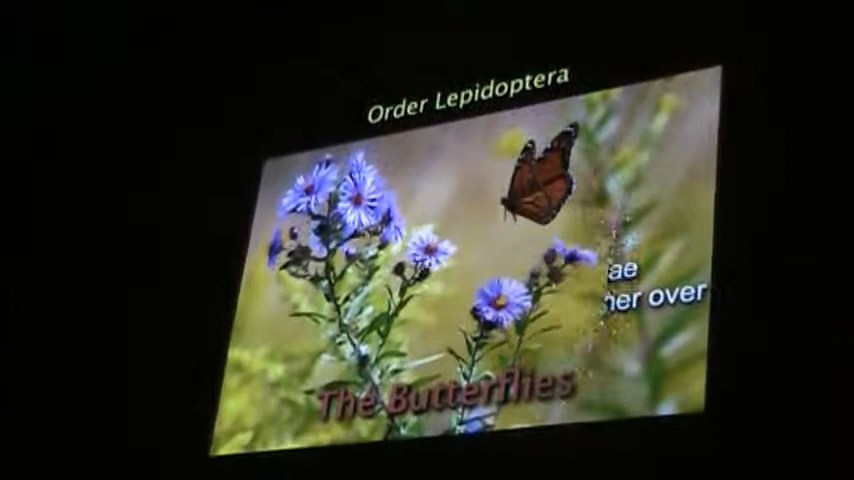 Order Lepidoptera
ae
her over
The Butterflies